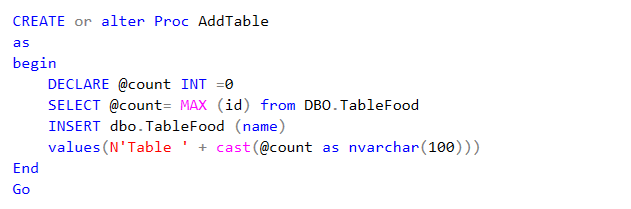 CREATE or alter Proc AddTable
as
begin
DECLARE @count INT =0
SELECT @count= MAX (id) from DBO.TableFood
INSERT dbo.TableFood (name)
values(N'Table ' + cast(@count as nvarchar(100)))
End
Go